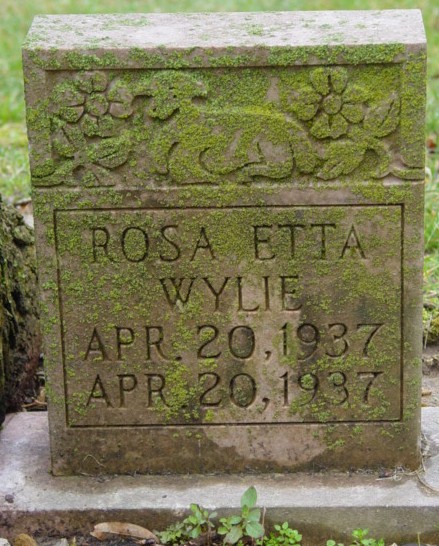 ROSA ETTA
WYLIE
APR. 20, 1937
APR. 20, 1937